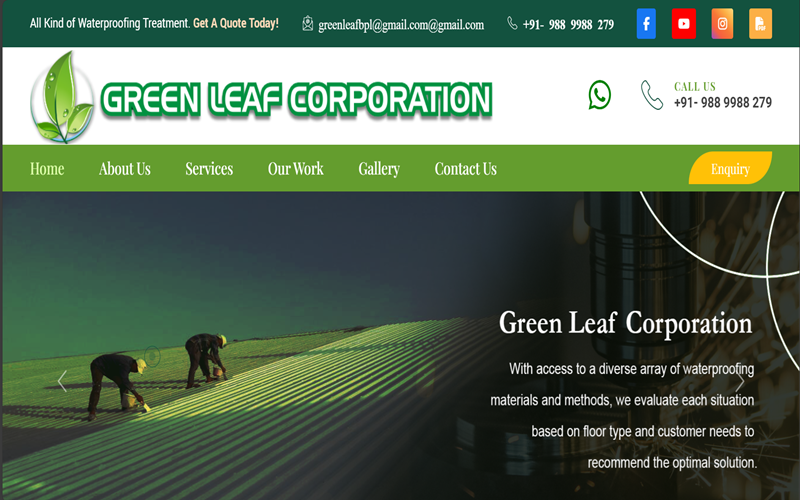 All Kind of Waterproofing Treatment. Get A Quote Today!
greenleafbpl@gmail.com@gmail.com
+91- 988 9988 279
GREEN LEAF CORPORATION
CALL US
+91- 988 9988 279
Home
About Us
Services
Our Work
Gallery
Contact Us
Enquiry
Green Leaf Corporation
With access to a diverse array of waterproofing
materials and methods, we evaluate each situation
based on floor type and customer needs to
recommend the optimal solution.